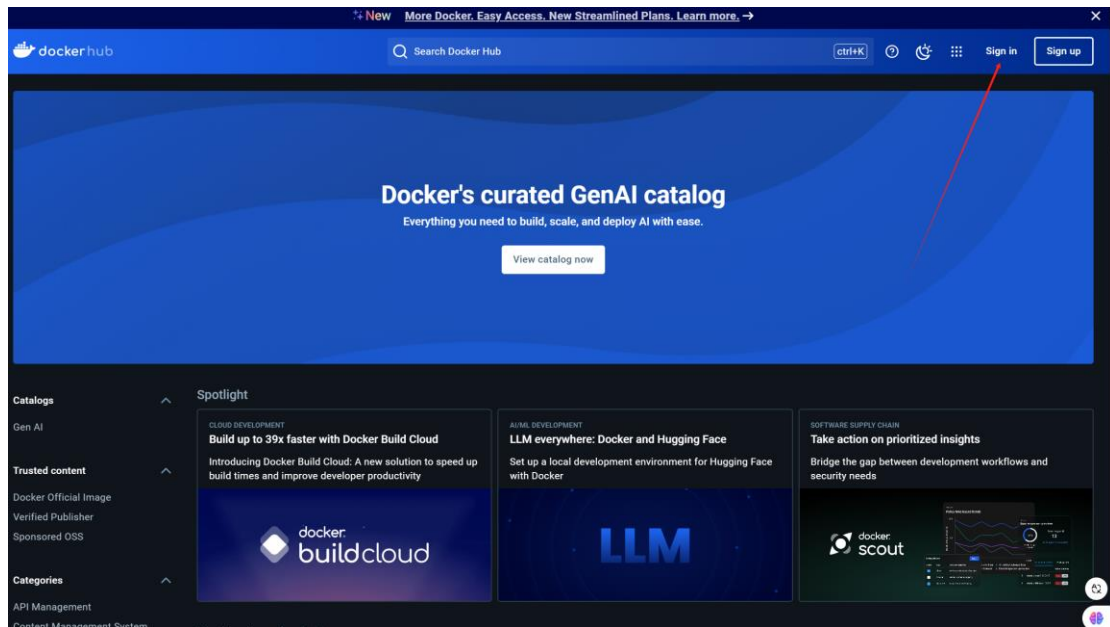 New More Docker. Easy Access. New Streamlined Plans. Learn more. →
dockerhub
Search Docker Hub
ctrl+K
Sign in
Sign up
Docker's curated GenAI catalog
Everything you need to build, scale, and deploy AI with ease.
View catalog now
Catalogs
Gen AI
Trusted content
Docker Official Image
Verified Publisher
Sponsored OSS
Categories
API Management
Content Management System
Spotlight
CLOUD DEVELOPMENT
Build up to 39x faster with Docker Build Cloud
Introducing Docker Build Cloud: A new solution to speed up
build times and improve developer productivity
docker.
buildcloud
AI/ML DEVELOPMENT
LLM everywhere: Docker and Hugging Face
Set up a local development environment for Hugging Face
with Docker
LLM
SOFTWARE SUPPLY CHAIN
Take action on prioritized insights
Bridge the gap between development workflows and
security needs
docker.
scout